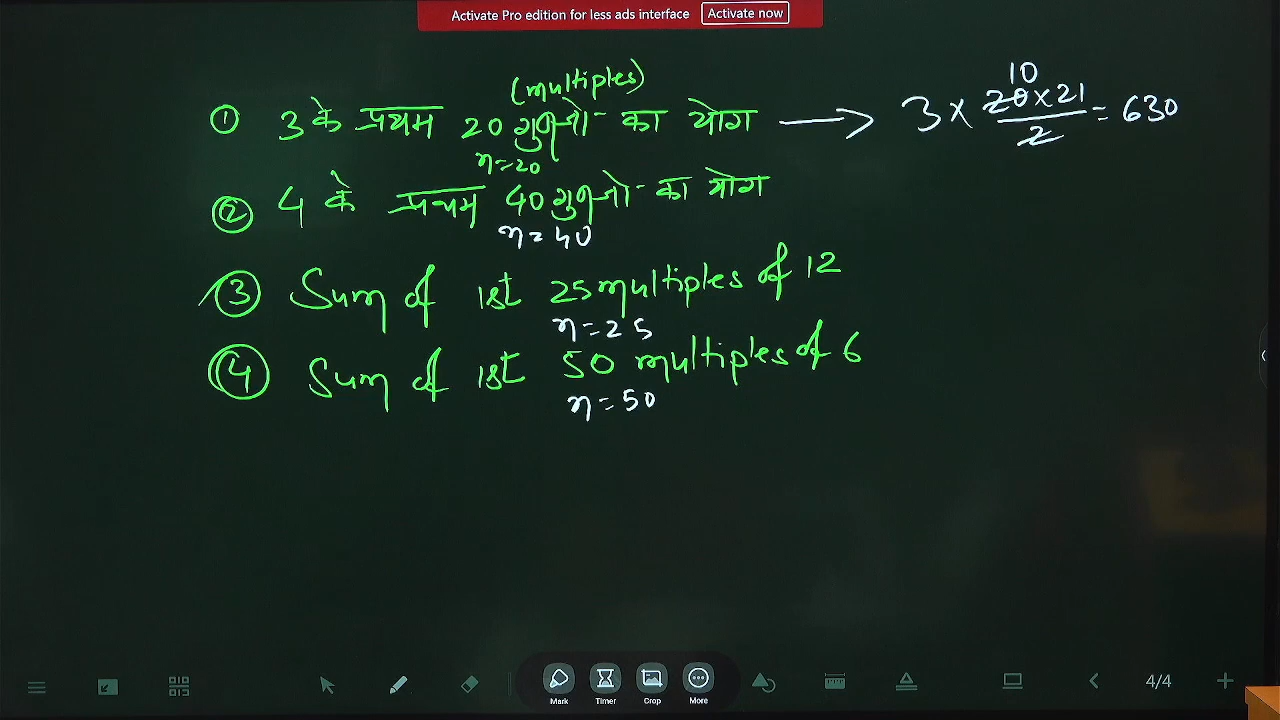 Activate Pro edition for less ads interface Activate now
(multiples)
① 3 के प्रथम 20 गुणजो का योग → 3 × 20×21/2 = 630
10
n=20
② 4 के प्रथम 40 गुणजो का योग
n=40
③ Sum of 1st 25 multiples of 12
n=25
④ Sum of 1st 50 multiples of 6
n=50
Mark Timer Crop More
4/4